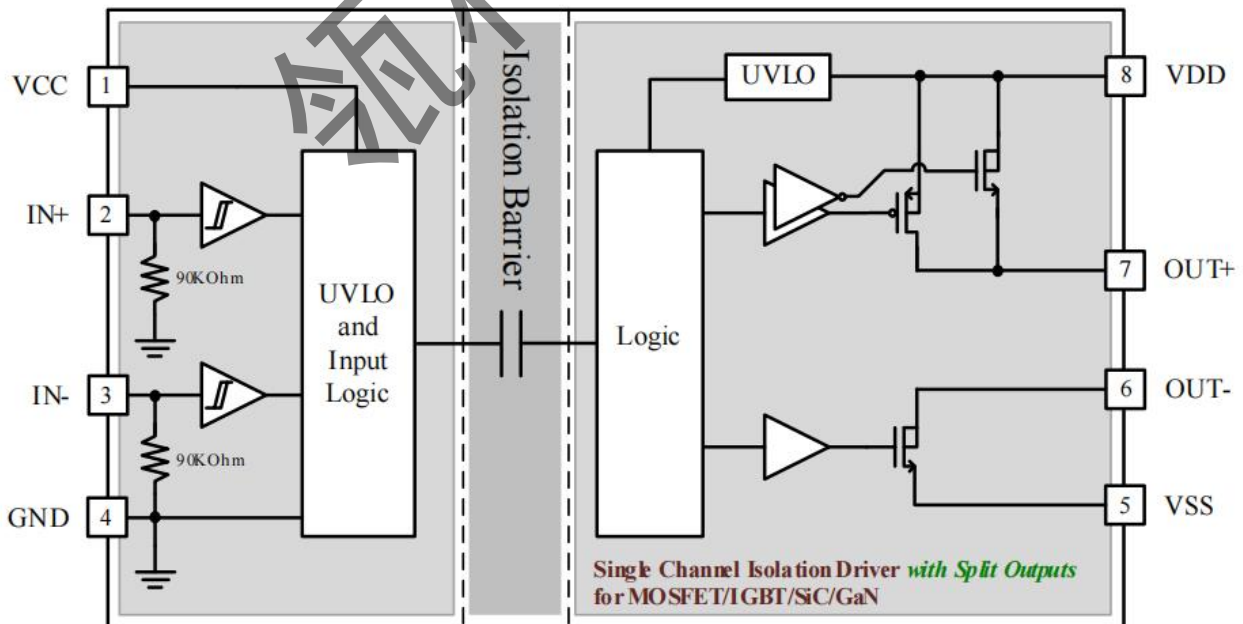 VCC
1
IN+
2
90KOhm
IN-
3
90KOhm
GND
4
UVLO
and
Input
Logic
Isolation Barrier
Logic
UVLO
8
VDD
7
OUT+
6
OUT-
5
VSS
Single Channel Isolation Driver with Split Outputs
for MOSFET/IGBT/SiC/GaN